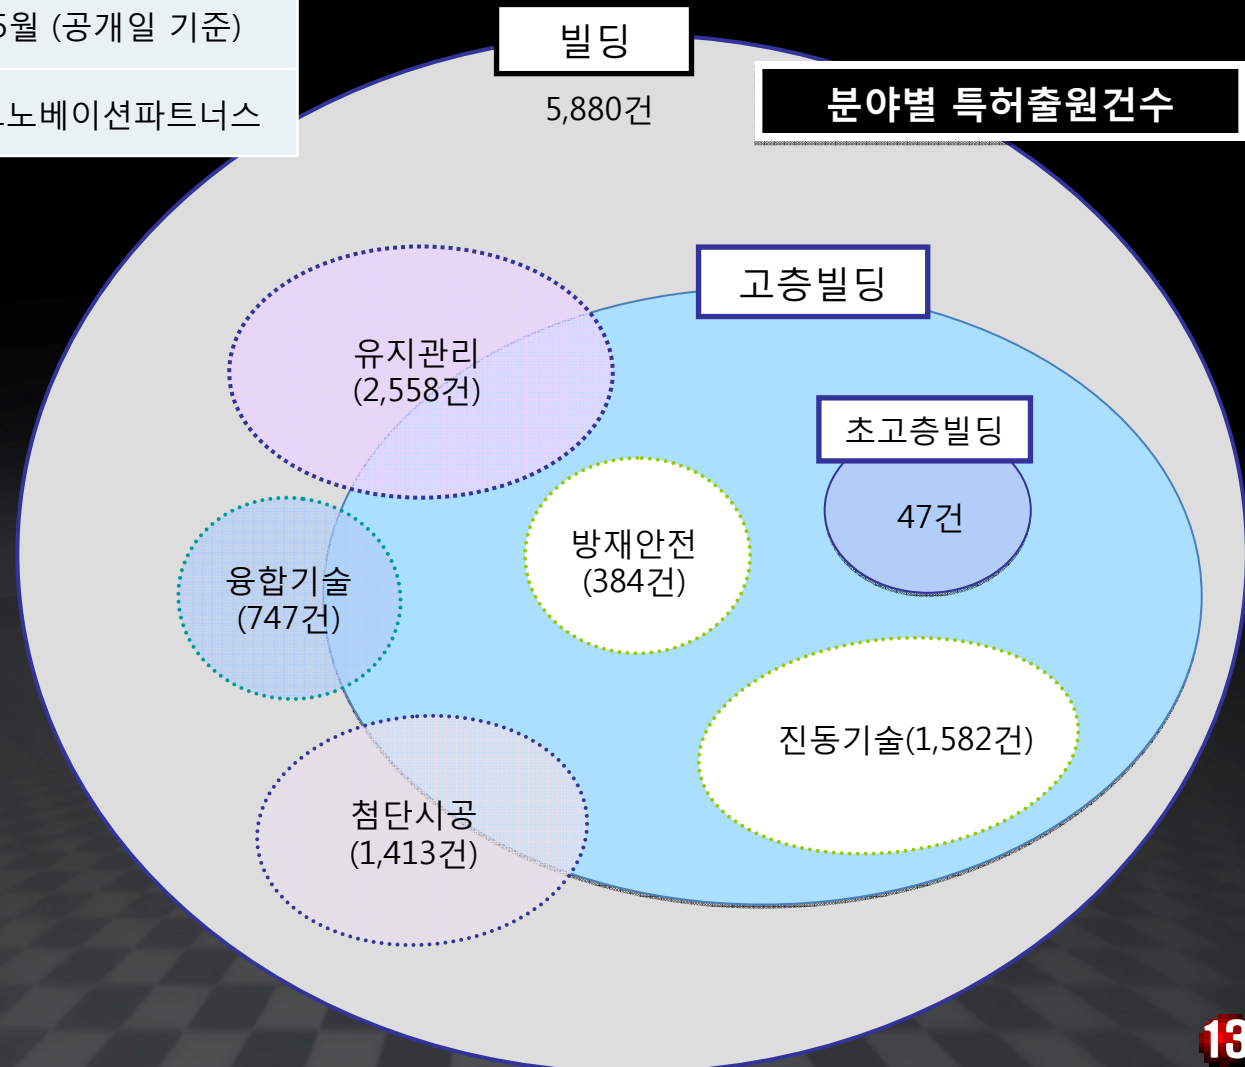 5월 (공개일 기준)
노베이션파트너스
빌딩
5,880건
분야별 특허출원건수
고층빌딩
유지관리
(2,558건)
초고층빌딩
47건
방재안전
(384건)
융합기술
(747건)
진동기술(1,582건)
첨단시공
(1,413건)
13